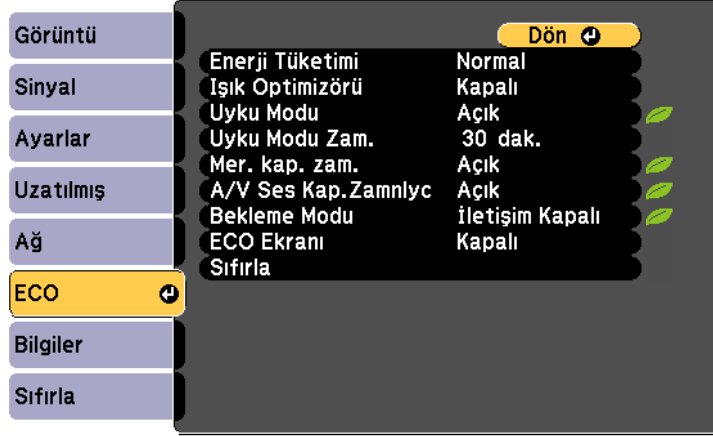 Görüntü
Sinyal
Ayarlar
Uzatılmış
Ağ
ECO
Bilgiler
Sıfırla
Dön
Enerji Tüketimi Normal
Işık Optimizörü Kapalı
Uyku Modu Açık
Uyku Modu Zam. 30 dak.
Mer. kap. zam. Açık
A/V Ses Kap.Zamnlyc Açık
Bekleme Modu İletişim Kapalı
ECO Ekranı Kapalı
Sıfırla